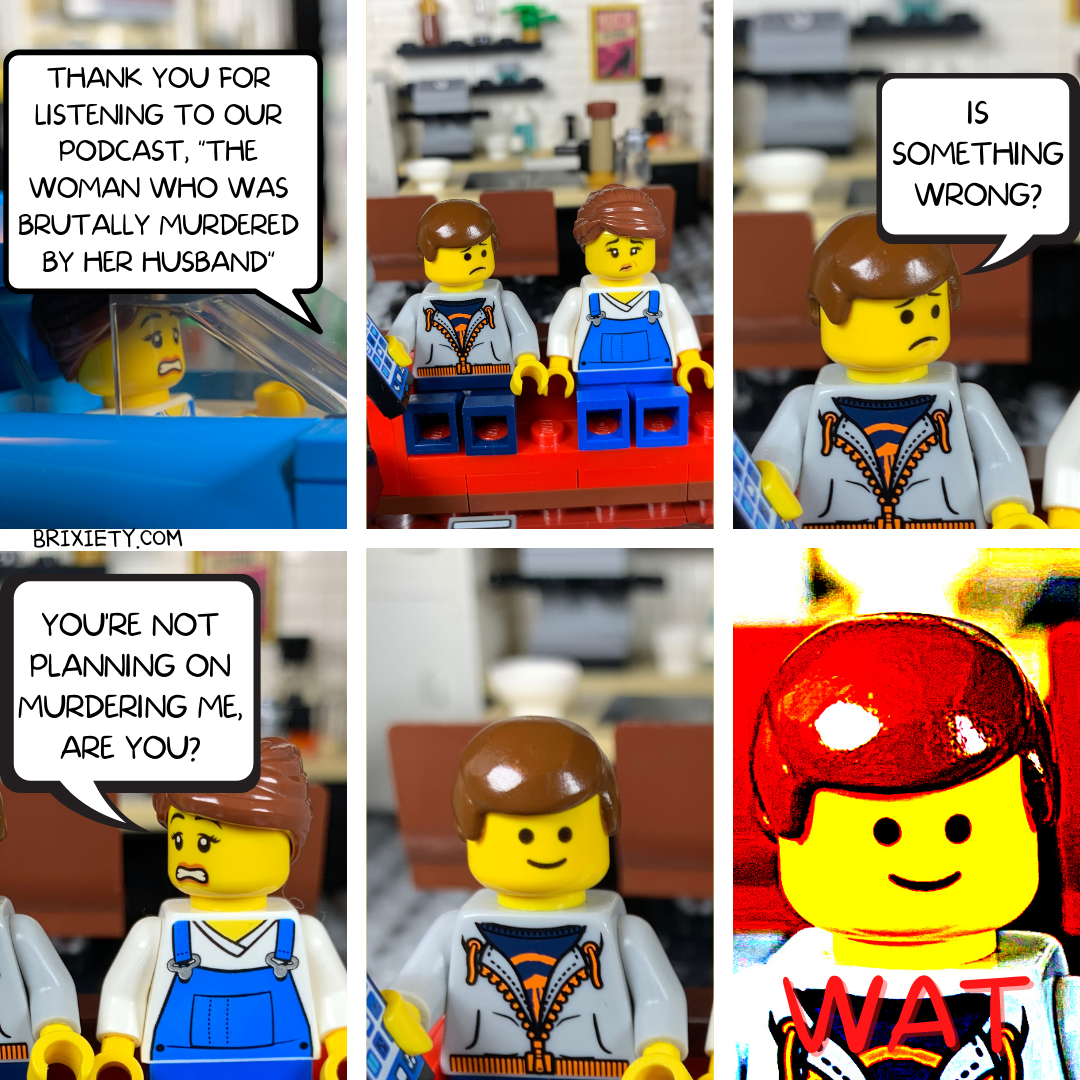 THANK YOU FOR
LISTENING TO OUR
PODCAST, "THE
WOMAN WHO WAS
BRUTALLY MURDERED
BY HER HUSBAND"
IS
SOMETHING
WRONG?
BRIXIETY.COM
YOU'RE NOT
PLANNING ON
MURDERING ME,
ARE YOU?
WAT